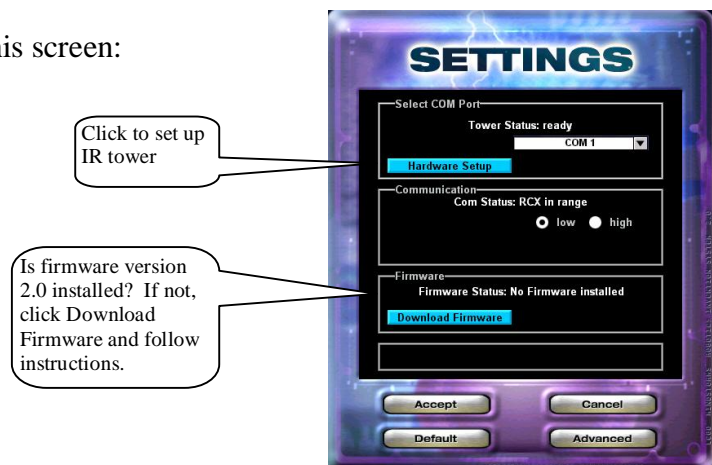 his screen:
SETTINGS
Select COM Port
Tower Status: ready
COM 1
Hardware Setup
Click to set up
IR tower
Communication
Com Status: RCX in range
low high
Is firmware version
2.0 installed? If not,
click Download
Firmware and follow
instructions.
Firmware
Firmware Status: No Firmware installed
Download Firmware
Accept Cancel
Default Advanced